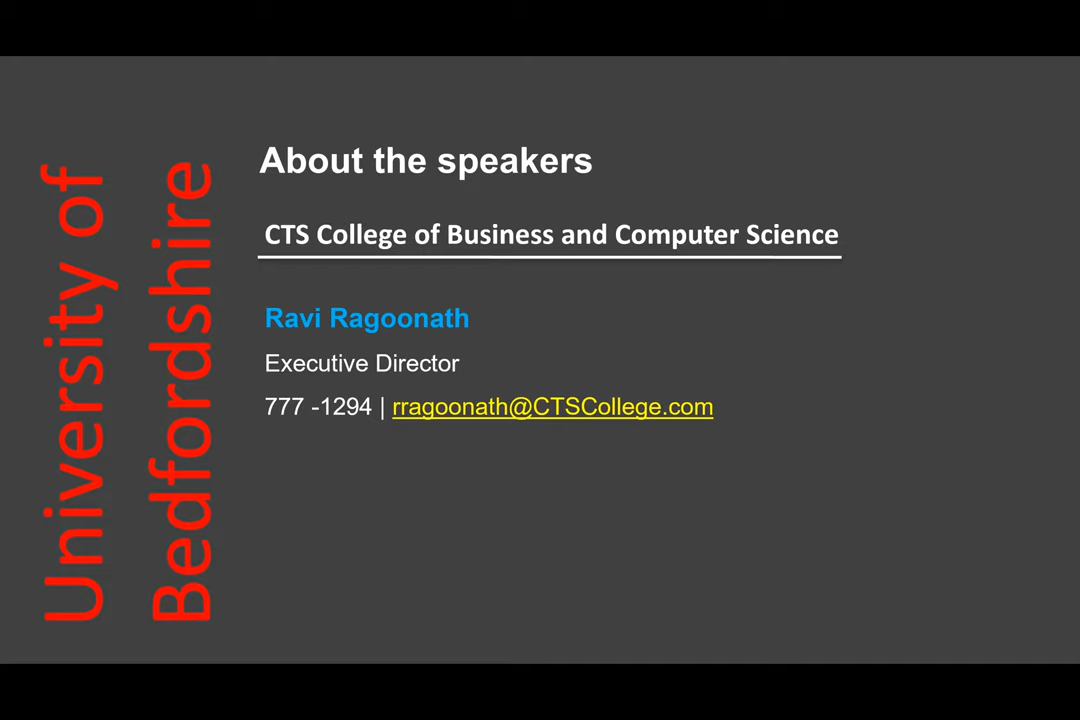 University of
Bedfordshire
About the speakers
CTS College of Business and Computer Science
Ravi Ragoonath
Executive Director
777 -1294 | rragoonath@CTSCollege.com